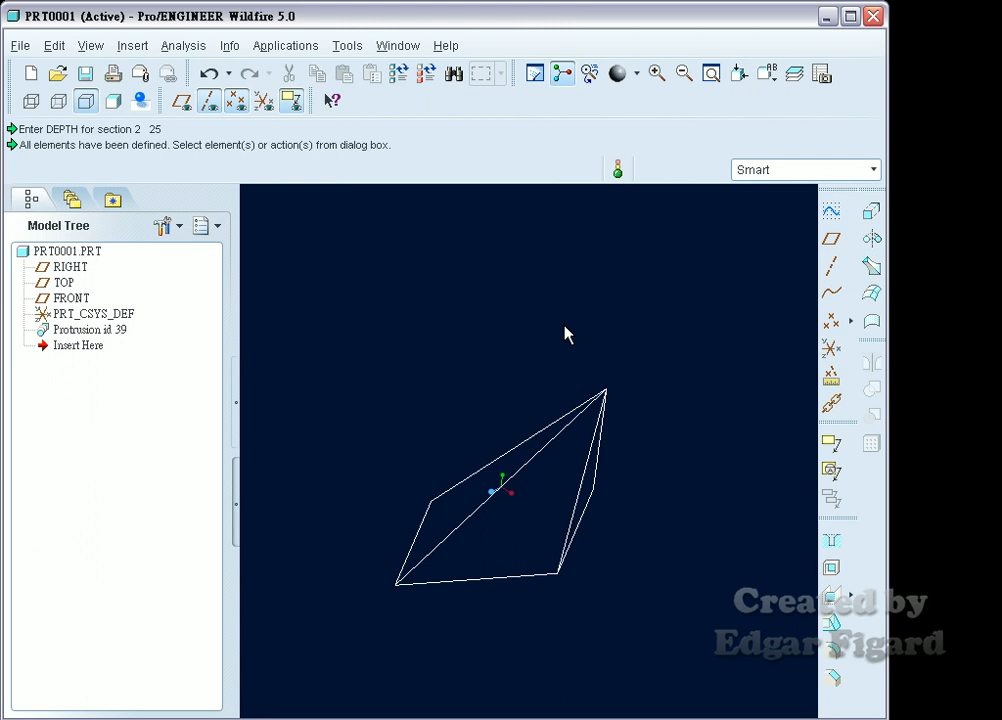 PRT0001 (Active) - Pro/ENGINEER Wildfire 5.0
File Edit View Insert Analysis Info Applications Tools Window Help
Enter DEPTH for section 2 25
All elements have been defined. Select element(s) or action(s) from dialog box.
Smart
Model Tree
PRT0001.PRT
RIGHT
TOP
FRONT
PRT_CSYS_DEF
Protrusion id 39
Insert Here
Created by
Edgar Figard